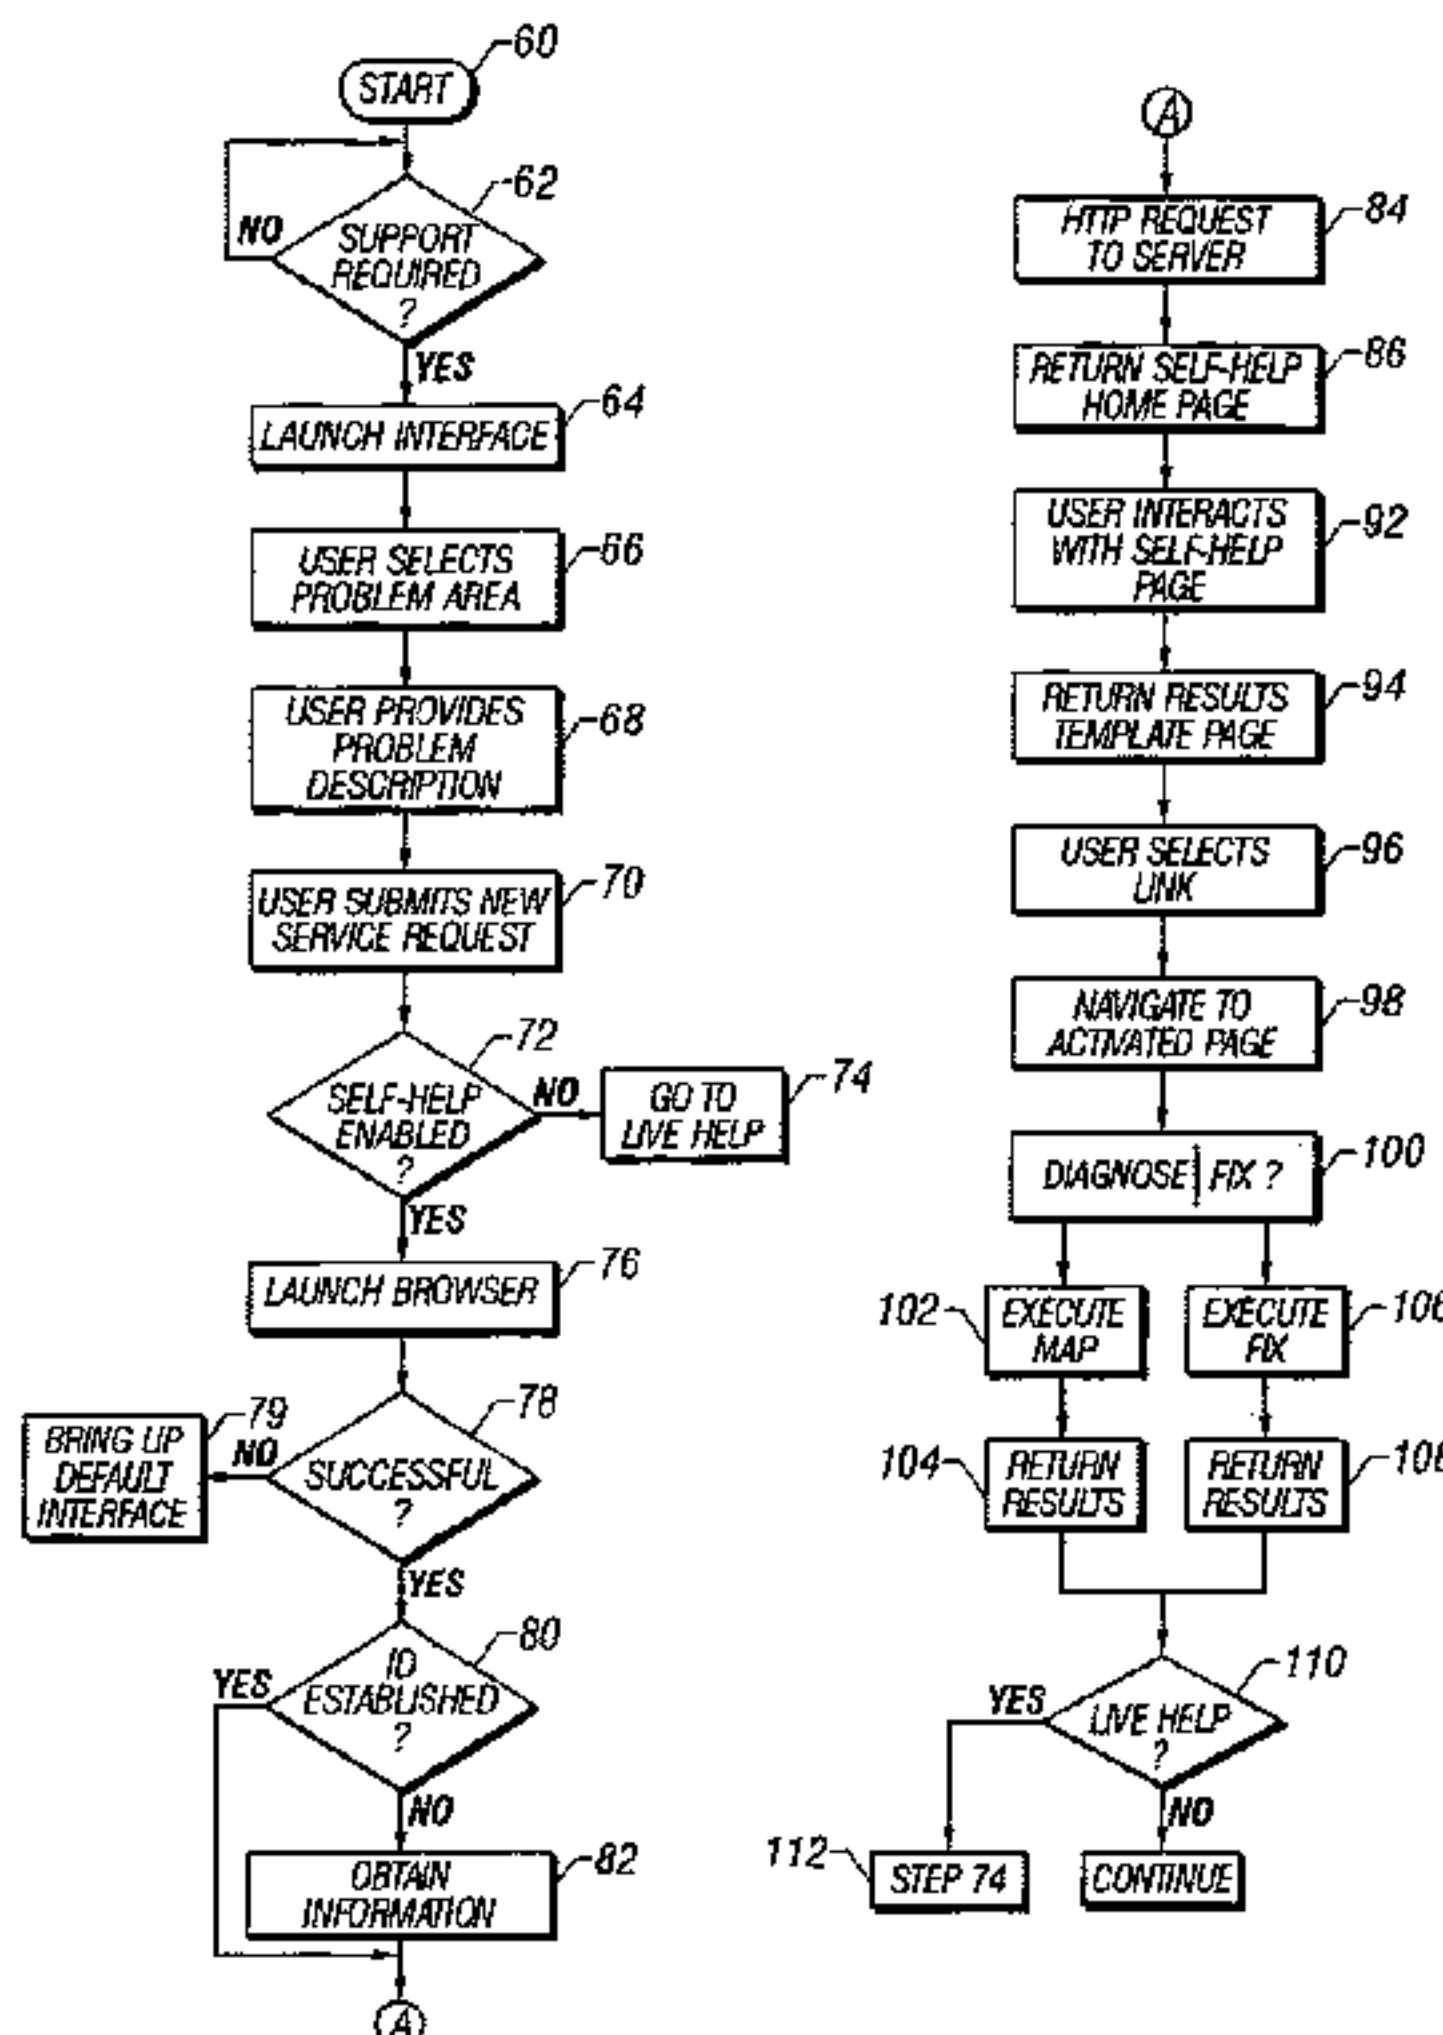 60
START
62
NO
SUPPORT
REQUIRED
?
YES
64
LAUNCH INTERFACE
66
USER SELECTS
PROBLEM AREA
68
USER PROVIDES
PROBLEM
DESCRIPTION
70
USER SUBMITS NEW
SERVICE REQUEST
72
SELF-HELP
ENABLED
?
NO
74
GO TO
LIVE HELP
YES
76
LAUNCH BROWSER
78
SUCCESSFUL
?
NO
79
BRING UP
DEFAULT
INTERFACE
YES
80
ID
ESTABLISHED
?
YES
NO
82
OBTAIN
INFORMATION
A
A
84
HTTP REQUEST
TO SERVER
86
RETURN SELF-HELP
HOME PAGE
92
USER INTERACTS
WITH SELF-HELP
PAGE
94
RETURN RESULTS
TEMPLATE PAGE
96
USER SELECTS
LINK
98
NAVIGATE TO
ACTIVATED PAGE
100
DIAGNOSE FIX ?
102
EXECUTE
MAP
106
EXECUTE
FIX
104
RETURN
RESULTS
108
RETURN
RESULTS
110
LIVE HELP
?
YES
NO
112
STEP 74
CONTINUE